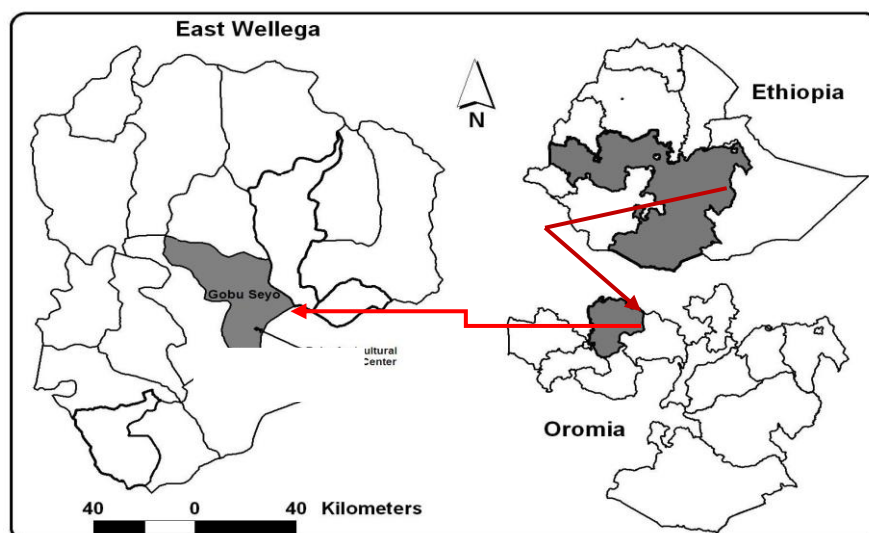 East Wellega
Ethiopia
N
Gobu Seyo
Center
Oromia
40 0 40 Kilometers